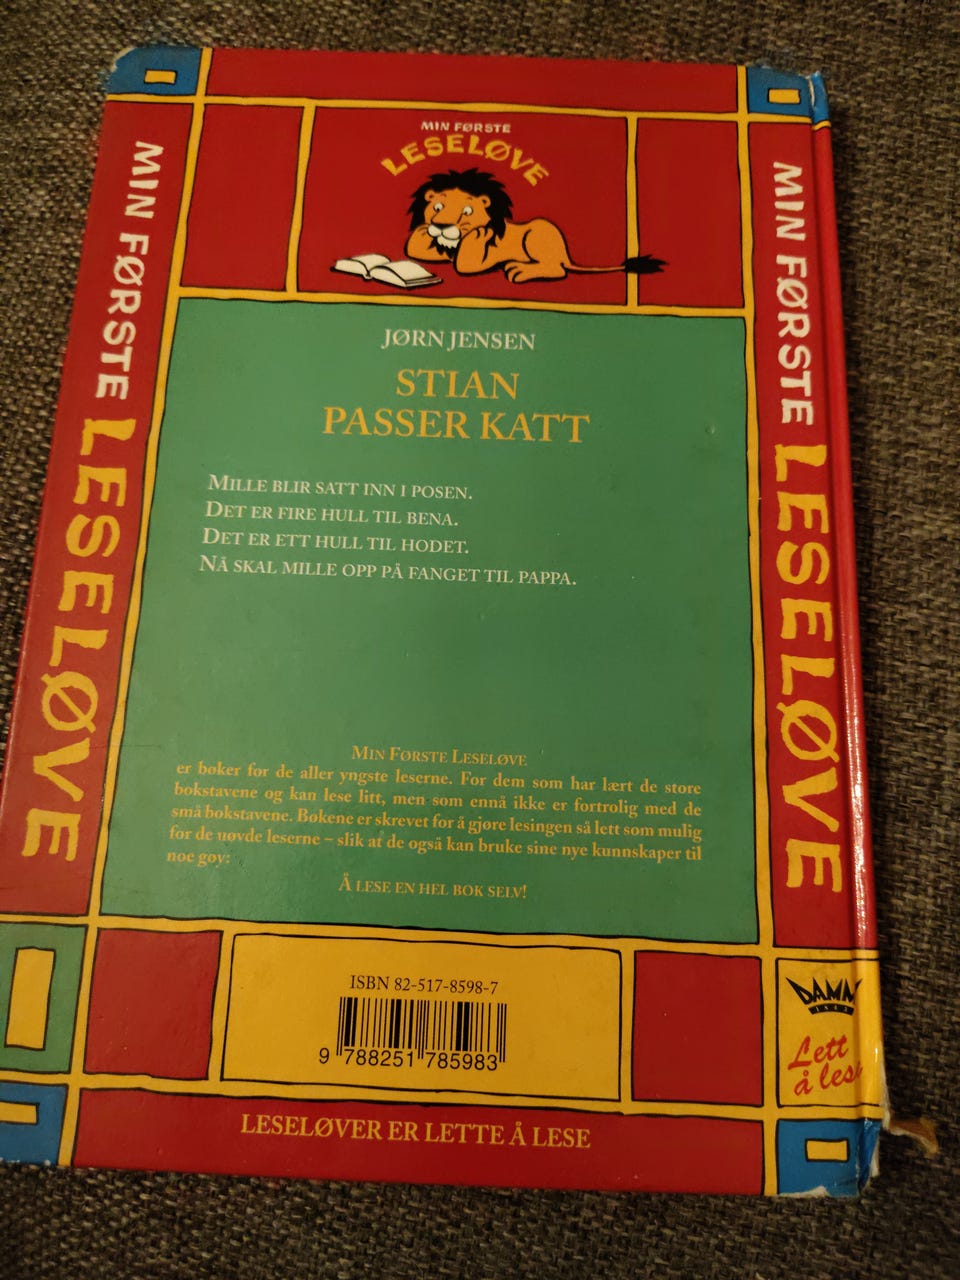 MIN FØRSTE LESELØVE
MIN FØRSTE
LESELØVE
JØRN JENSEN
STIAN
PASSER KATT
MILLE BLIR SATT INN I POSEN.
DET ER FIRE HULL TIL BENA.
DET ER ETT HULL TIL HODET.
NÅ SKAL MILLE OPP PÅ FANGET TIL PAPPA.
MIN FØRSTE LESELØVE
er bøker for de aller yngste leserne. For dem som har lært de store
bokstavene og kan lese litt, men som ennå ikke er fortrolig med de
små bokstavene. Bøkene er skrevet for å gjøre lesingen så lett som mulig
for de uøvde leserne – slik at de også kan bruke sine nye kunnskaper til
noe gøy:
Å LESE EN HEL BOK SELV!
ISBN 82-517-8598-7
9 788251 785983
LESELØVER ER LETTE Å LESE
MIN FØRSTE LESELØVE
DAMM
1843
Lett
å lese